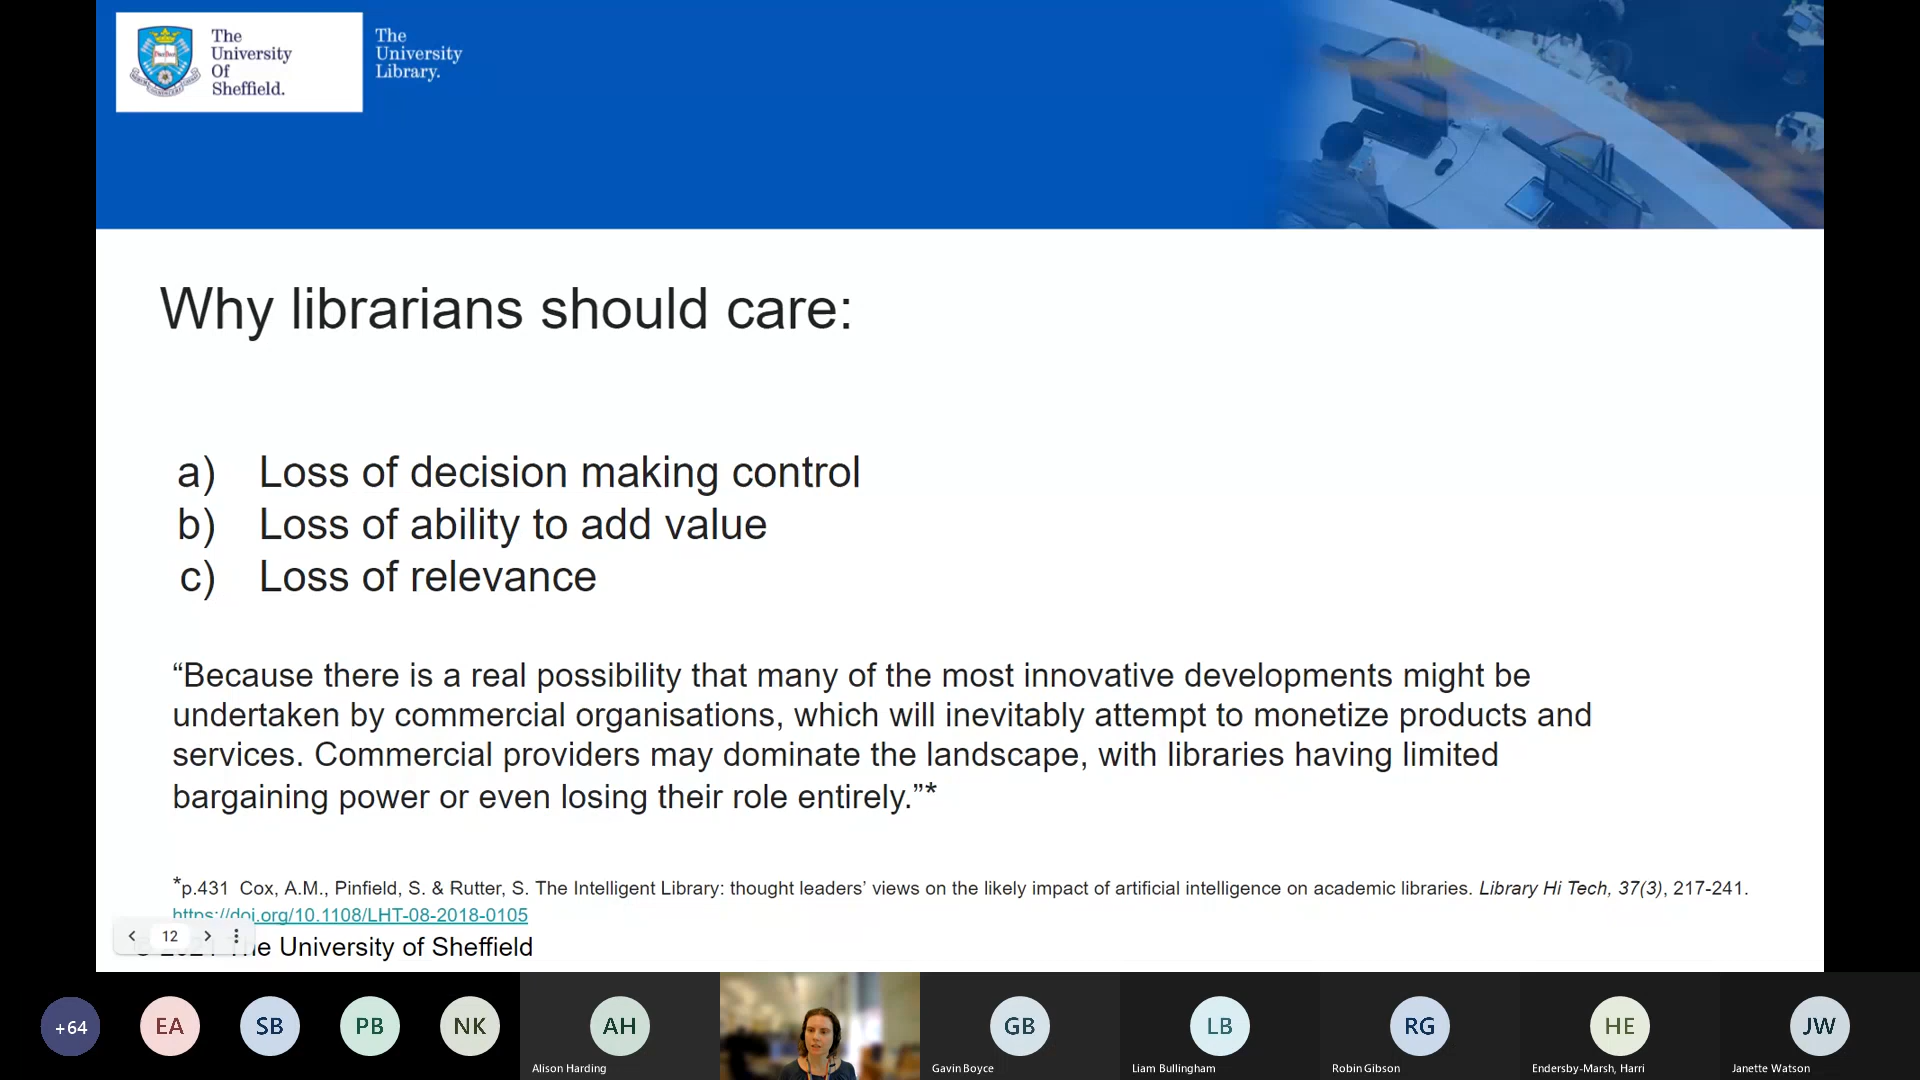 The
University
Of
Sheffield.
The
University
Library.
Why librarians should care:
a) Loss of decision making control
b) Loss of ability to add value
c) Loss of relevance
“Because there is a real possibility that many of the most innovative developments might be
undertaken by commercial organisations, which will inevitably attempt to monetize products and
services. Commercial providers may dominate the landscape, with libraries having limited
bargaining power or even losing their role entirely.”*
*p.431 Cox, A.M., Pinfield, S. & Rutter, S. The Intelligent Library: thought leaders’ views on the likely impact of artificial intelligence on academic libraries. Library Hi Tech, 37(3), 217-241.
https://doi.org/10.1108/LHT-08-2018-0105
12
The University of Sheffield
+64
EA
SB
PB
NK
AH
GB
LB
RG
HE
JW
Alison Harding
Gavin Boyce
Liam Bullingham
Robin Gibson
Endersby-Marsh, Harri
Janette Watson